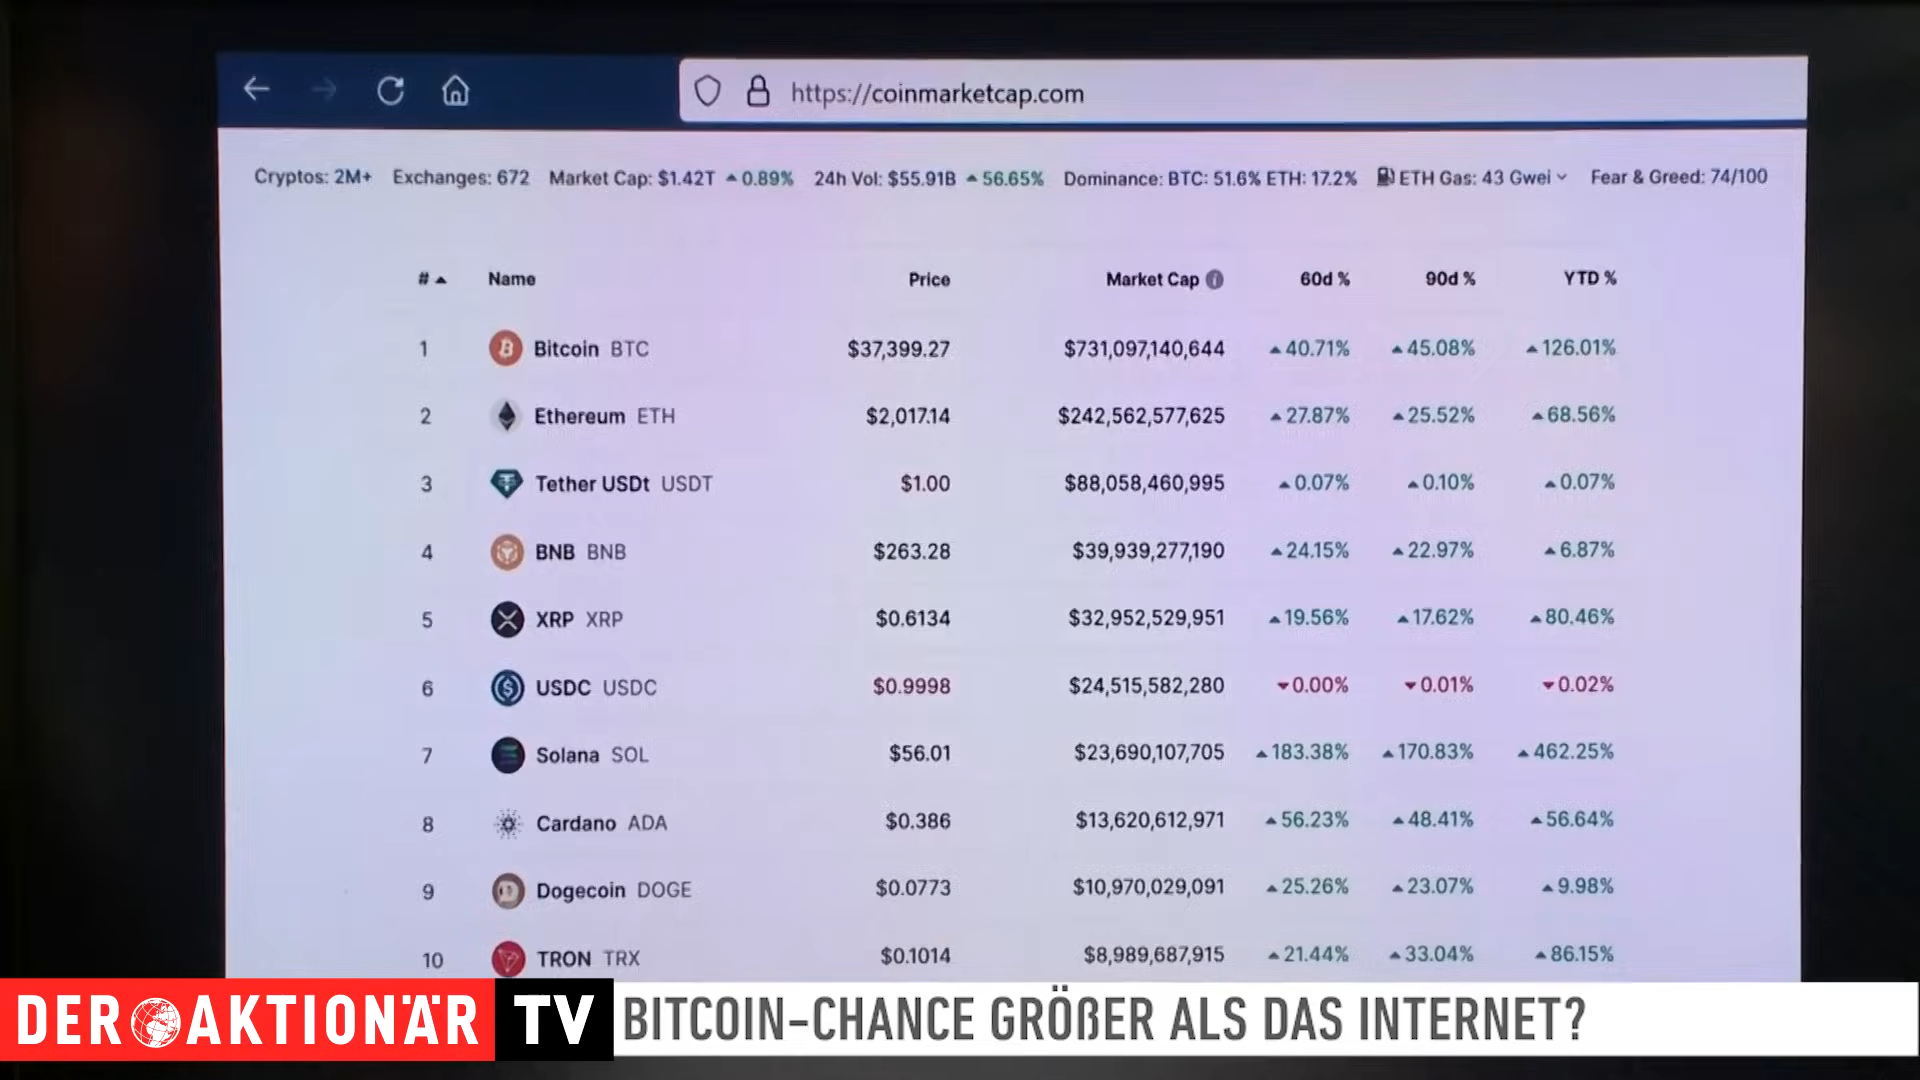 https://coinmarketcap.com
Cryptos: 2M+ Exchanges: 672 Market Cap: $1.42T 0.89% 24h Vol: $55.91B 56.65% Dominance: BTC: 51.6% ETH: 17.2% ETH Gas: 43 Gwei Fear & Greed: 74/100
# Name Price Market Cap 60d % 90d % YTD %
1 Bitcoin BTC $37,399.27 $731,097,140,644 40.71% 45.08% 126.01%
2 Ethereum ETH $2,017.14 $242,562,577,625 27.87% 25.52% 68.56%
3 Tether USDt USDT $1.00 $88,058,460,995 0.07% 0.10% 0.07%
4 BNB BNB $263.28 $39,939,277,190 24.15% 22.97% 6.87%
5 XRP XRP $0.6134 $32,952,529,951 19.56% 17.62% 80.46%
6 USDC USDC $0.9998 $24,515,582,280 0.00% 0.01% 0.02%
7 Solana SOL $56.01 $23,690,107,705 183.38% 170.83% 462.25%
8 Cardano ADA $0.386 $13,620,612,971 56.23% 48.41% 56.64%
9 Dogecoin DOGE $0.0773 $10,970,029,091 25.26% 23.07% 9.98%
10 TRON TRX $0.1014 $8,989,687,915 21.44% 33.04% 86.15%
DER AKTIONÄR TV BITCOIN-CHANCE GRÖßER ALS DAS INTERNET?